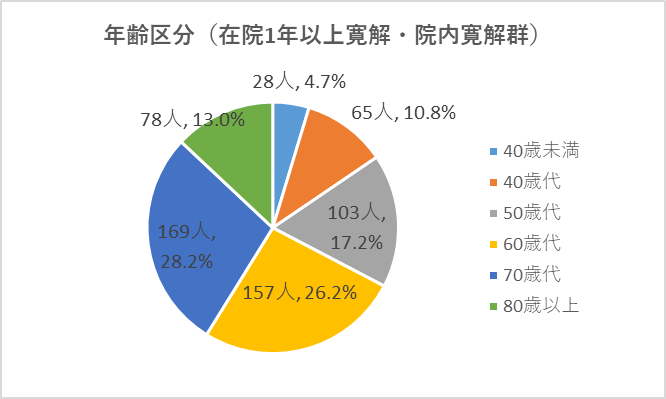 年齢区分（在院1年以上寛解・院内寛解群）
28人, 4.7%
65人, 10.8%
103人,
17.2%
157人, 26.2%
169人,
28.2%
78人, 13.0%
40歳未満
40歳代
50歳代
60歳代
70歳代
80歳以上